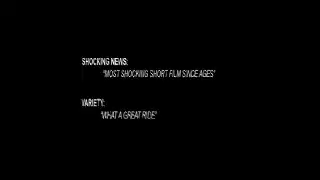 SHOCKING NEWS:
"MOST SHOCKING SHORT FILM SINCE AGES"
VARIETY:
"WHAT A GREAT RIDE"